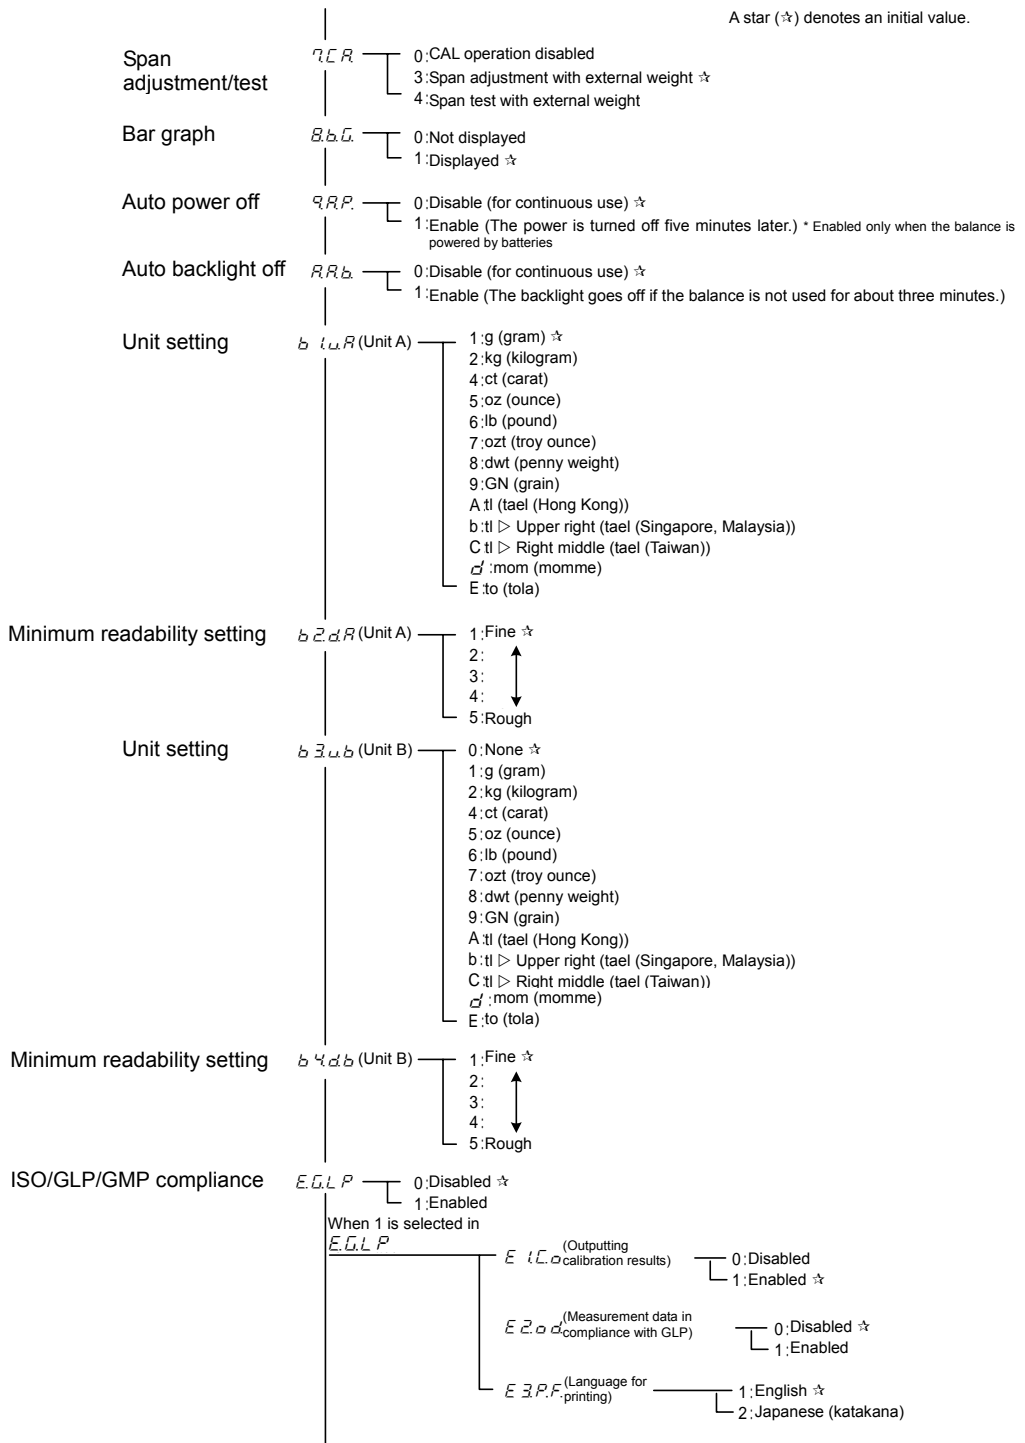 A star (☆) denotes an initial value.
Span adjustment/test 7.CA. 0:CAL operation disabled
3:Span adjustment with external weight ☆
4:Span test with external weight
Bar graph 8.b.G. 0:Not displayed
1:Displayed ☆
Auto power off 9.A.P. 0:Disable (for continuous use) ☆
1:Enable (The power is turned off five minutes later.) * Enabled only when the balance is
powered by batteries
Auto backlight off A.A.b. 0:Disable (for continuous use) ☆
1:Enable (The backlight goes off if the balance is not used for about three minutes.)
Unit setting b 1.u.A (Unit A) 1:g (gram) ☆
2:kg (kilogram)
4:ct (carat)
5:oz (ounce)
6:lb (pound)
7:ozt (troy ounce)
8:dwt (penny weight)
9:GN (grain)
A:tl (tael (Hong Kong))
b:tl ▷ Upper right (tael (Singapore, Malaysia))
C:tl ▷ Right middle (tael (Taiwan))
d:mom (momme)
E:to (tola)
Minimum readability setting b 2.d.A (Unit A) 1:Fine ☆
2:
3:
4:
5:Rough
Unit setting b 3.u.b (Unit B) 0:None ☆
1:g (gram)
2:kg (kilogram)
4:ct (carat)
5:oz (ounce)
6:lb (pound)
7:ozt (troy ounce)
8:dwt (penny weight)
9:GN (grain)
A:tl (tael (Hong Kong))
b:tl ▷ Upper right (tael (Singapore, Malaysia))
C:tl ▷ Right middle (tael (Taiwan))
d:mom (momme)
E:to (tola)
Minimum readability setting b 4.d.b (Unit B) 1:Fine ☆
2:
3:
4:
5:Rough
ISO/GLP/GMP compliance E.G.L P 0:Disabled ☆
1:Enabled
When 1 is selected in
E.G.L P
E 1.C.o (Outputting calibration results) 0:Disabled
1:Enabled ☆
E 2.o d. (Measurement data in compliance with GLP) 0:Disabled ☆
1:Enabled
E 3.P.F. (Language for printing) 1:English ☆
2:Japanese (katakana)